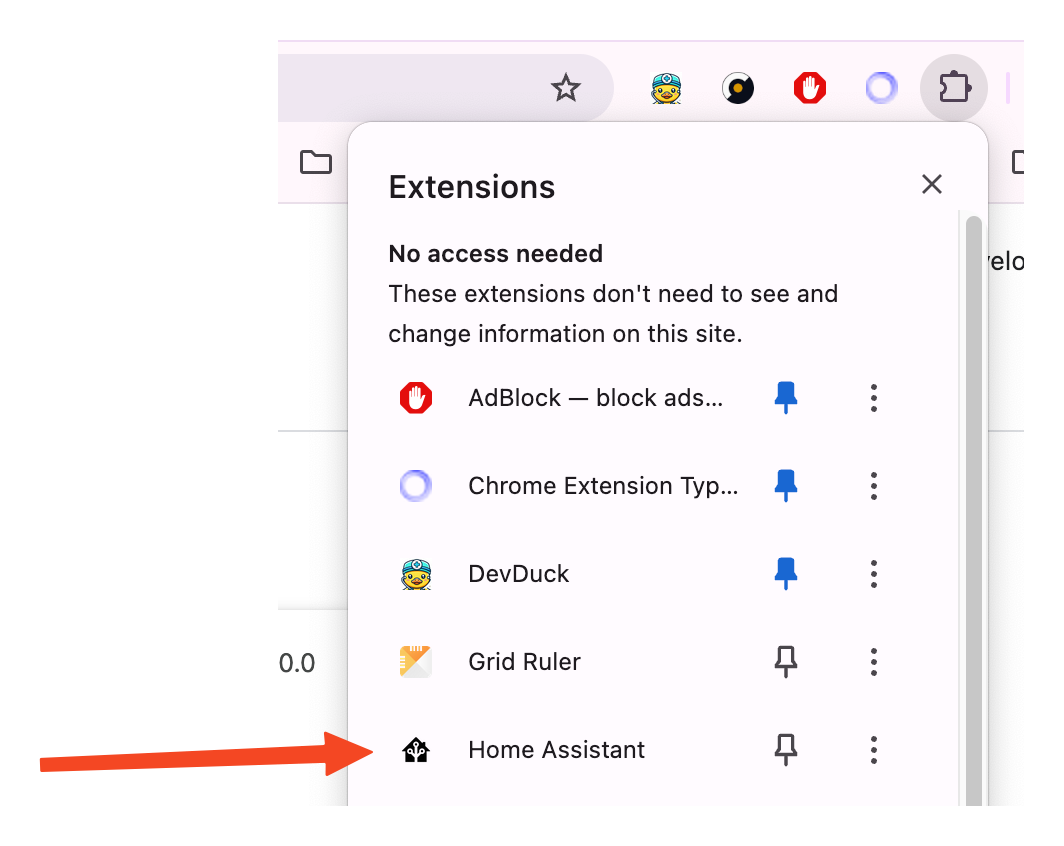 Extensions
No access needed
These extensions don't need to see and
change information on this site.
AdBlock — block ads...
Chrome Extension Typ...
DevDuck
0.0
Grid Ruler
Home Assistant